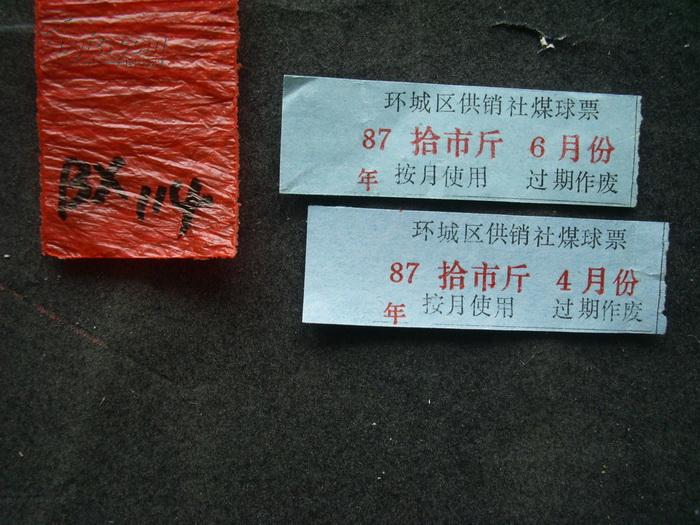 BX 114
环城区供销社煤球票
87 拾市斤 6月份
年 按月使用 过期作废
环城区供销社煤球票
87 拾市斤 4月份
年 按月使用 过期作废